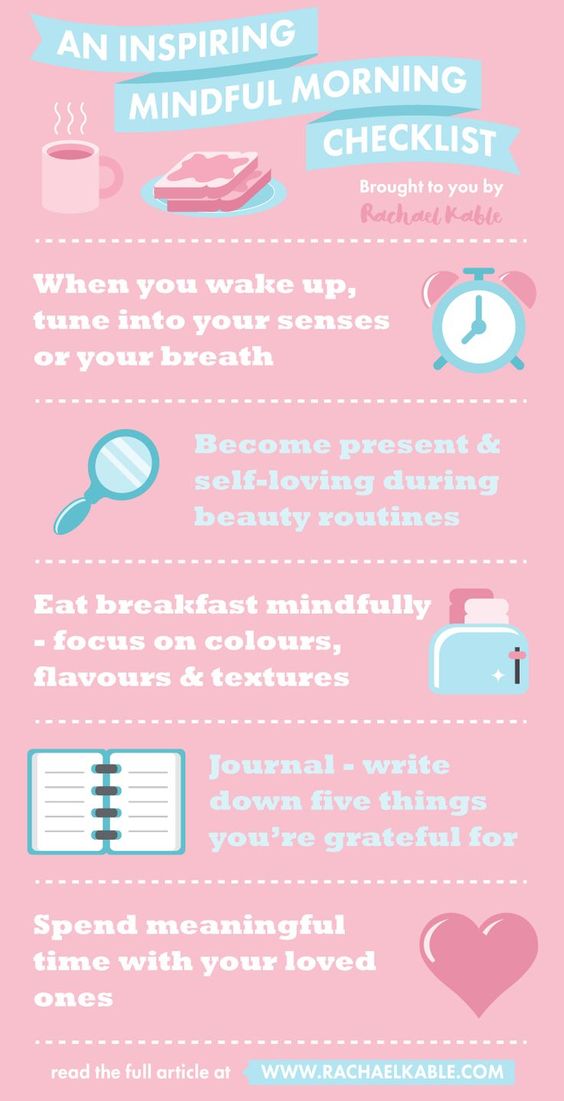 AN INSPIRING
MINDFUL MORNING
CHECKLIST
Brought to you by
Rachael Kable
When you wake up,
tune into your senses
or your breath
Become present &
self-loving during
beauty routines
Eat breakfast mindfully
- focus on colours,
flavours & textures
Journal - write
down five things
you're grateful for
Spend meaningful
time with your loved
ones
read the full article at WWW.RACHAELKABLE.COM